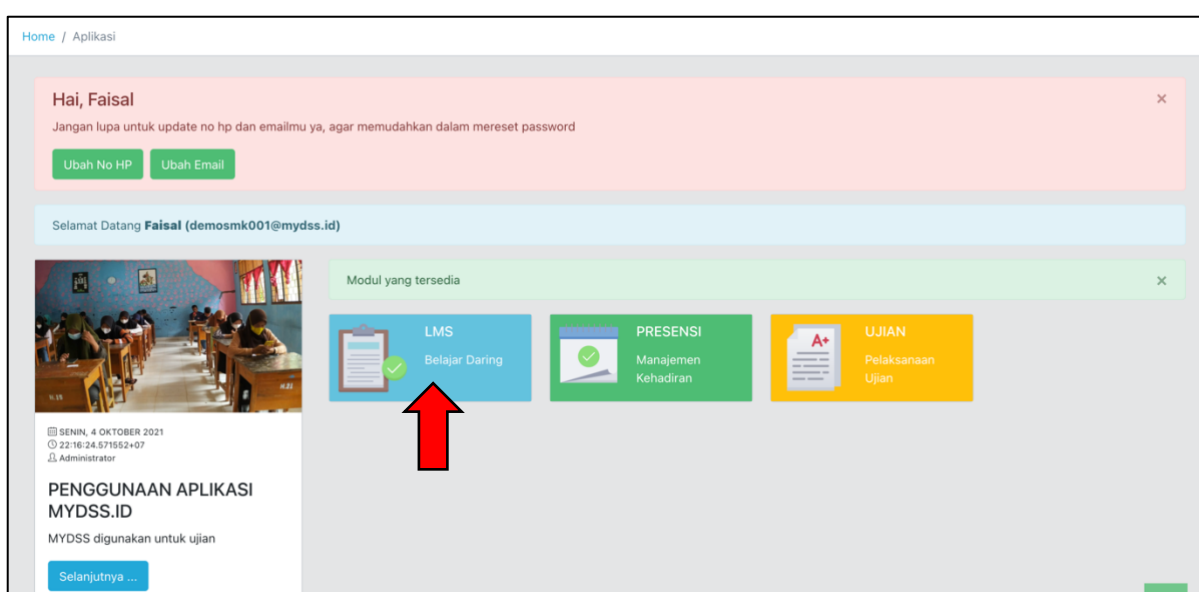 Home / Aplikasi
Hai, Faisal
×
Jangan lupa untuk update no hp dan emailmu ya, agar memudahkan dalam mereset password
Ubah No HP
Ubah Email
Selamat Datang Faisal (demosmk001@mydss.id)
SENIN, 4 OKTOBER 2021
22:16:24.571552+07
Administrator
PENGGUNAAN APLIKASI
MYDSS.ID
MYDSS digunakan untuk ujian
Selanjutnya ...
Modul yang tersedia
×
LMS
Belajar Daring
PRESENSI
Manajemen
Kehadiran
A+
UJIAN
Pelaksanaan
Ujian